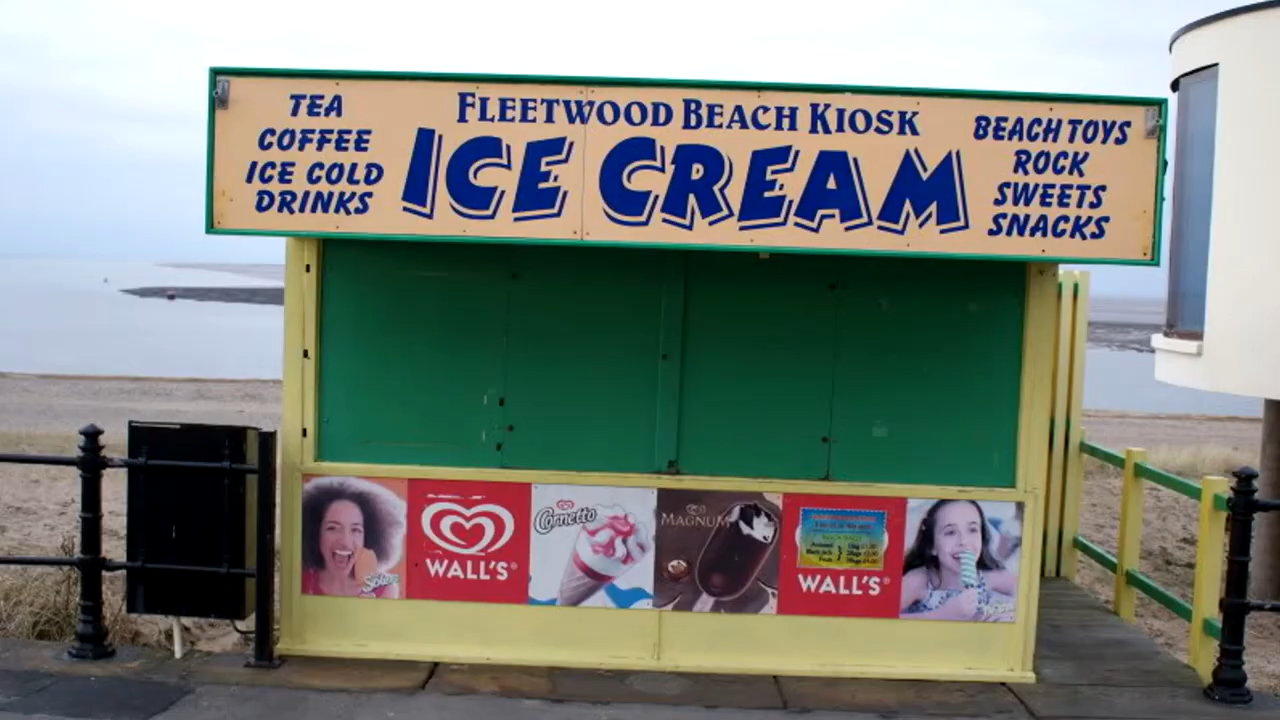 TEA
COFFEE
ICE COLD
DRINKS
FLEETWOOD BEACH KIOSK
ICE CREAM
BEACH TOYS
ROCK
SWEETS
SNACKS
Solero
WALL'S®
Cornetto
MAGNUM
WALL'S®